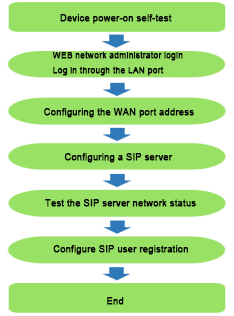 Device power-on self-test
WEB network administrator login
Log in through the LAN port
Configuring the WAN port address
Configuring a SIP server
Test the SIP server network status
Configure SIP user registration
End